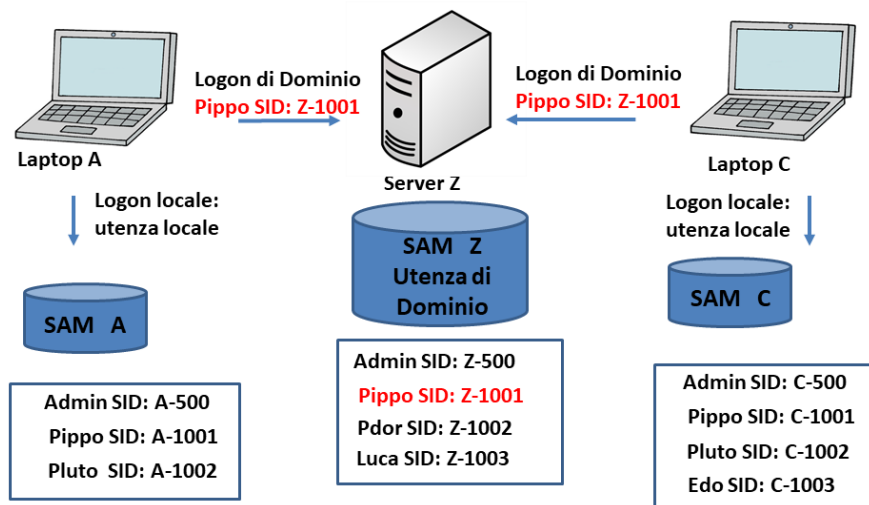 Logon di Dominio
Pippo SID: Z-1001
Laptop A
Logon locale:
utenza locale
SAM A
Admin SID: A-500
Pippo SID: A-1001
Pluto SID: A-1002
Server Z
SAM Z
Utenza di
Dominio
Admin SID: Z-500
Pippo SID: Z-1001
Pdor SID: Z-1002
Luca SID: Z-1003
Logon di Dominio
Pippo SID: Z-1001
Laptop C
Logon locale:
utenza locale
SAM C
Admin SID: C-500
Pippo SID: C-1001
Pluto SID: C-1002
Edo SID: C-1003